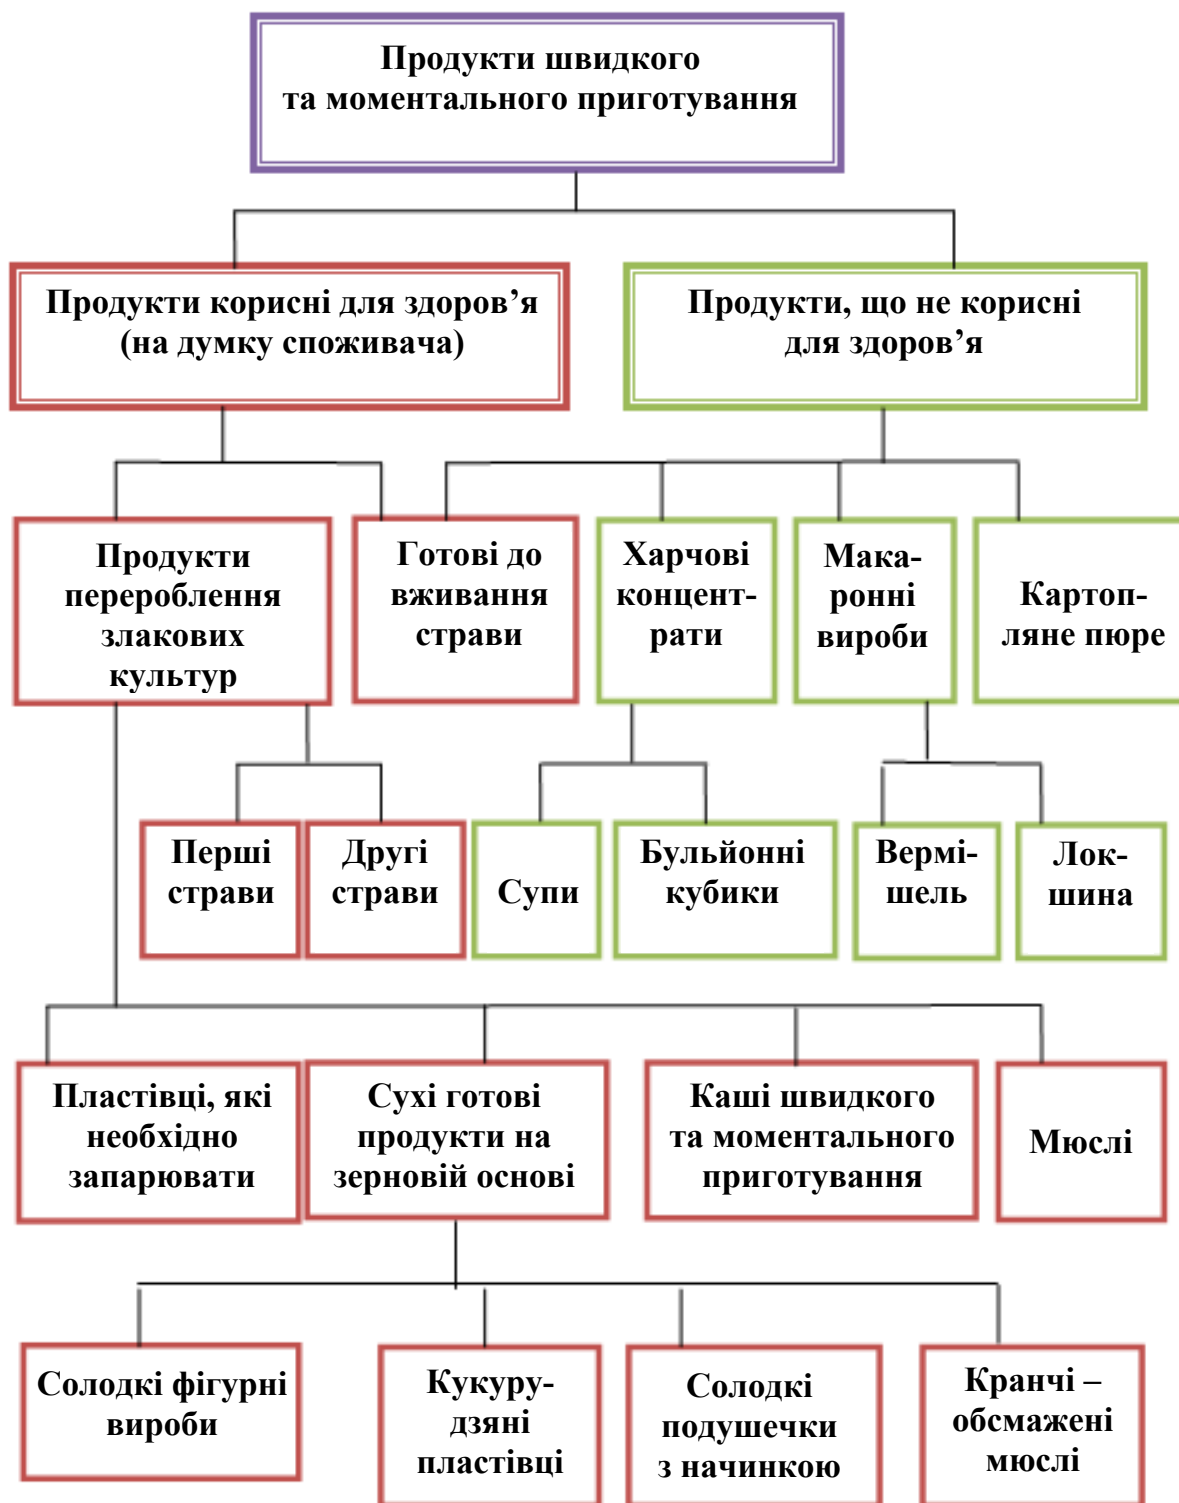 Продукти швидкого
та моментального приготування
Продукти корисні для здоров’я
(на думку споживача)
Продукти, що не корисні
для здоров’я
Продукти
перероблення
злакових
культур
Готові до
вживання
страви
Харчові
концент-
рати
Мака-
ронні
вироби
Картоп-
ляне пюре
Перші
страви
Другі
страви
Супи
Бульйонні
кубики
Вермі-
шель
Лок-
шина
Пластівці, які
необхідно
запарювати
Сухі готові
продукти на
зерновій основі
Каші швидкого
та моментального
приготування
Мюслі
Солодкі фігурні
вироби
Кукуру-
дзяні
пластівці
Солодкі
подушечки
з начинкою
Кранчі –
обсмажені
мюслі